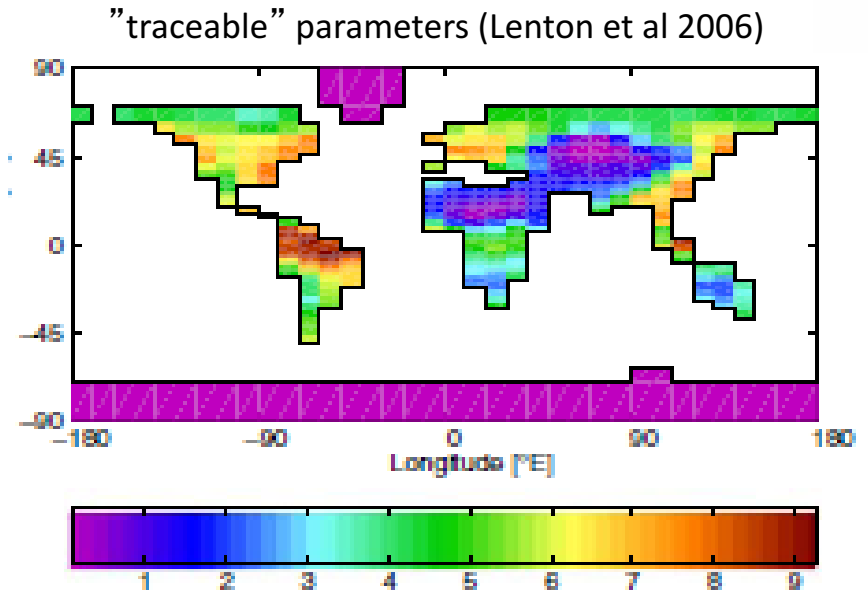 ”traceable” parameters (Lenton et al 2006)
90
45
0
−45
−90
−180 −90 0 90 180
Longitude [°E]
1 2 3 4 5 6 7 8 9